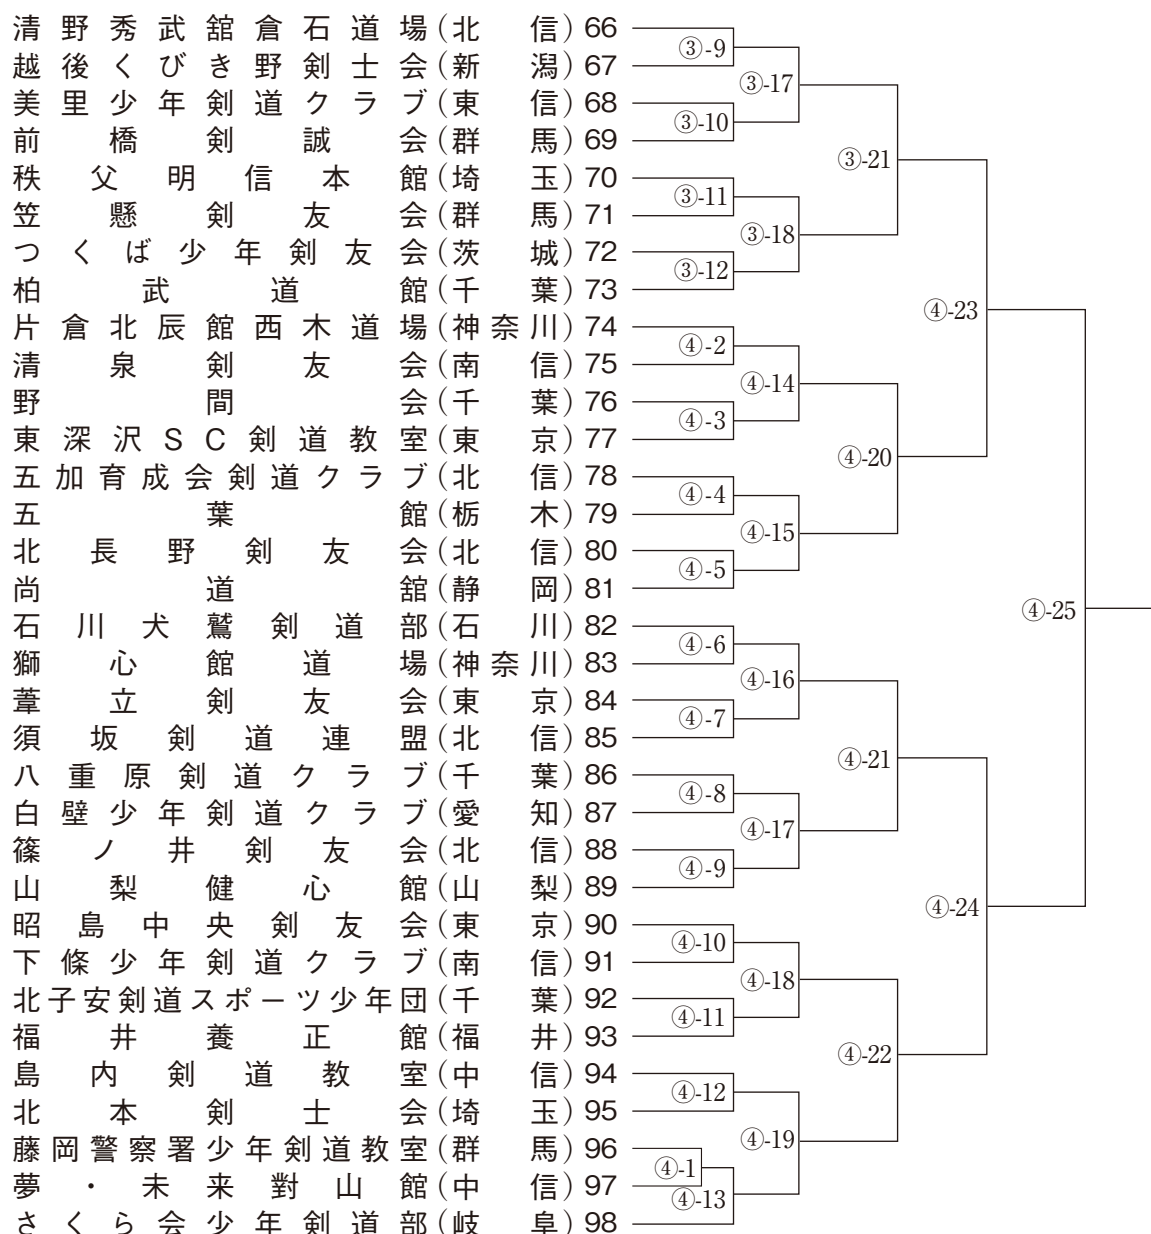 清野秀武舘倉石道場(北信)66
越後くびき野剣士会(新潟)67
美里少年剣道クラブ(東信)68
前橋剣誠会(群馬)69
秩父明信本館(埼玉)70
笠懸剣友会(群馬)71
つくば少年剣友会(茨城)72
柏武道館(千葉)73
片倉北辰館西木道場(神奈川)74
清泉剣友会(南信)75
野間会(千葉)76
東深沢SC剣道教室(東京)77
五加育成会剣道クラブ(北信)78
五葉館(栃木)79
北長野剣友会(北信)80
尚道舘(静岡)81
石川犬鷲剣道部(石川)82
獅心館道場(神奈川)83
葦立剣友会(東京)84
須坂剣道連盟(北信)85
八重原剣道クラブ(千葉)86
白壁少年剣道クラブ(愛知)87
篠ノ井剣友会(北信)88
山梨健心館(山梨)89
昭島中央剣友会(東京)90
下條少年剣道クラブ(南信)91
北子安剣道スポーツ少年団(千葉)92
福井養正館(福井)93
島内剣道教室(中信)94
北本剣士会(埼玉)95
藤岡警察署少年剣道教室(群馬)96
夢・未来對山館(中信)97
さくら会少年剣道部(岐阜)98
③-9
③-10
③-11
③-12
④-2
④-3
④-4
④-5
④-6
④-7
④-8
④-9
④-10
④-11
④-12
④-1
④-13
③-17
③-18
④-14
④-15
④-16
④-17
④-18
④-19
③-21
④-20
④-21
④-22
④-23
④-24
④-25